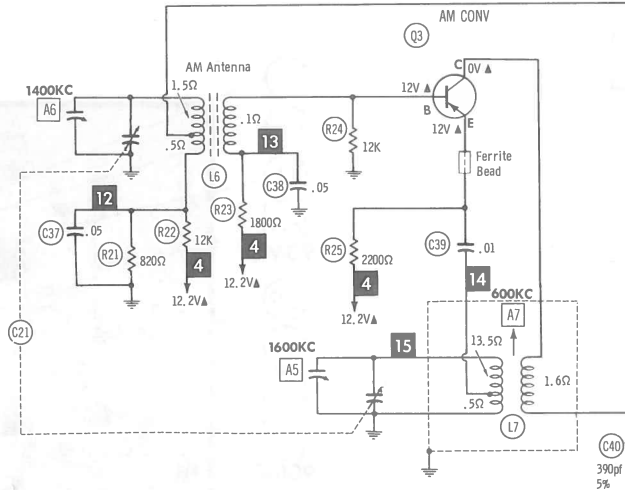 AM CONV
Q3
AM Antenna
1400KC
A6
1.5Ω
.5Ω
.1Ω
L6
13
12V▲
B
C
0V▲
12V▲
E
R24
12K
Ferrite
Bead
12
C37
.05
R21
820Ω
R22
12K
4
12.2V▲
R23
1800Ω
4
12.2V▲
C38
.05
R25
2200Ω
4
12.2V▲
C39
.01
14
600KC
A7
C21
1600KC
A5
15
13.5Ω
.5Ω
1.6Ω
L7
C40
390pf
5%